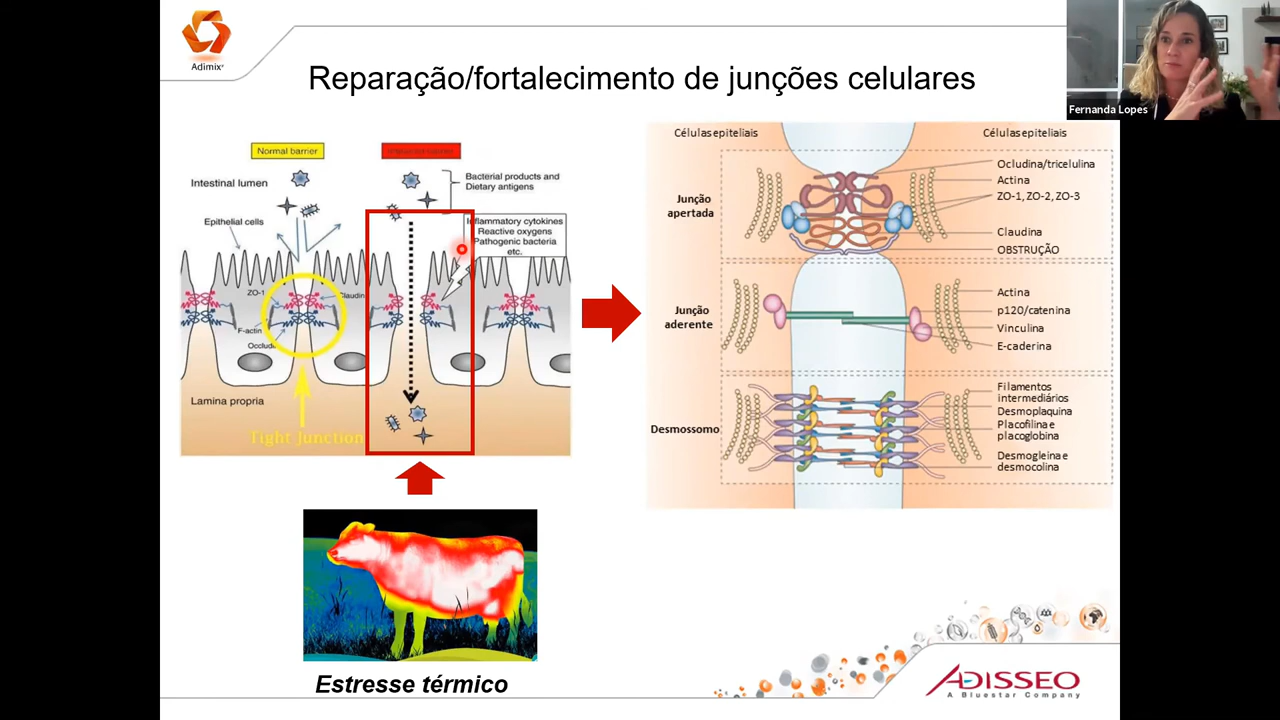 Adimix
Reparação/fortalecimento de junções celulares
Fernanda Lopes
Normal barrier
Intestinal lumen
Bacterial products and
Dietary antigens
Epithelial cells
Inflammatory cytokines
Reactive oxygens
Pathogenic bacteria
etc.
ZO-1
Claudin
F-actin
Occlud
Lamina propria
Tight Junction
Estresse térmico
Células epiteliais
Células epiteliais
Junção
apertada
Ocludina/tricelulina
Actina
ZO-1, ZO-2, ZO-3
Claudina
OBSTRUÇÃO
Junção
aderente
Actina
p120/catenina
Vinculina
E-caderina
Desmossomo
Filamentos
intermediários
Desmoplaquina
Placofilina e
placoglobina
Desmogleina e
desmocolina
ADISSEO
A Bluestar Company